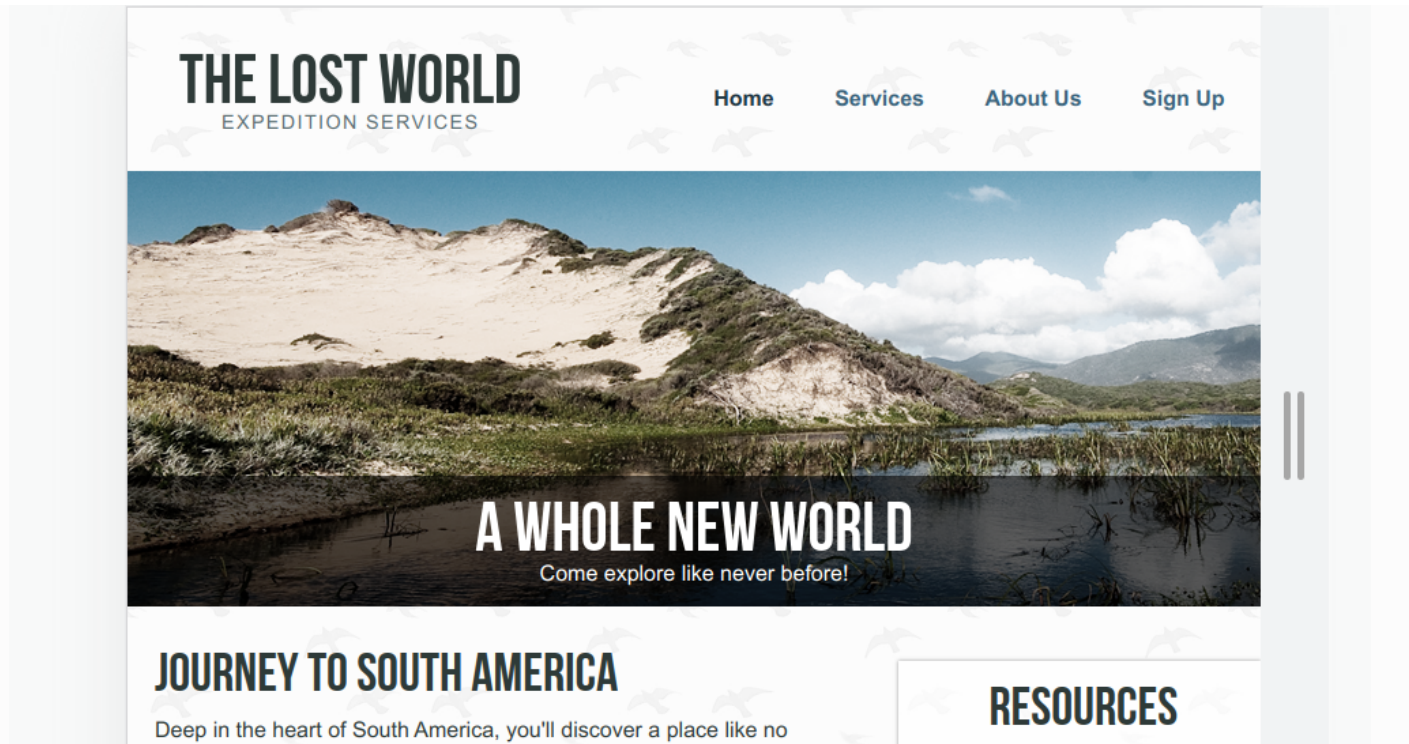 THE LOST WORLD
EXPEDITION SERVICES
Home Services About Us Sign Up
A WHOLE NEW WORLD
Come explore like never before!
JOURNEY TO SOUTH AMERICA
Deep in the heart of South America, you'll discover a place like no
RESOURCES